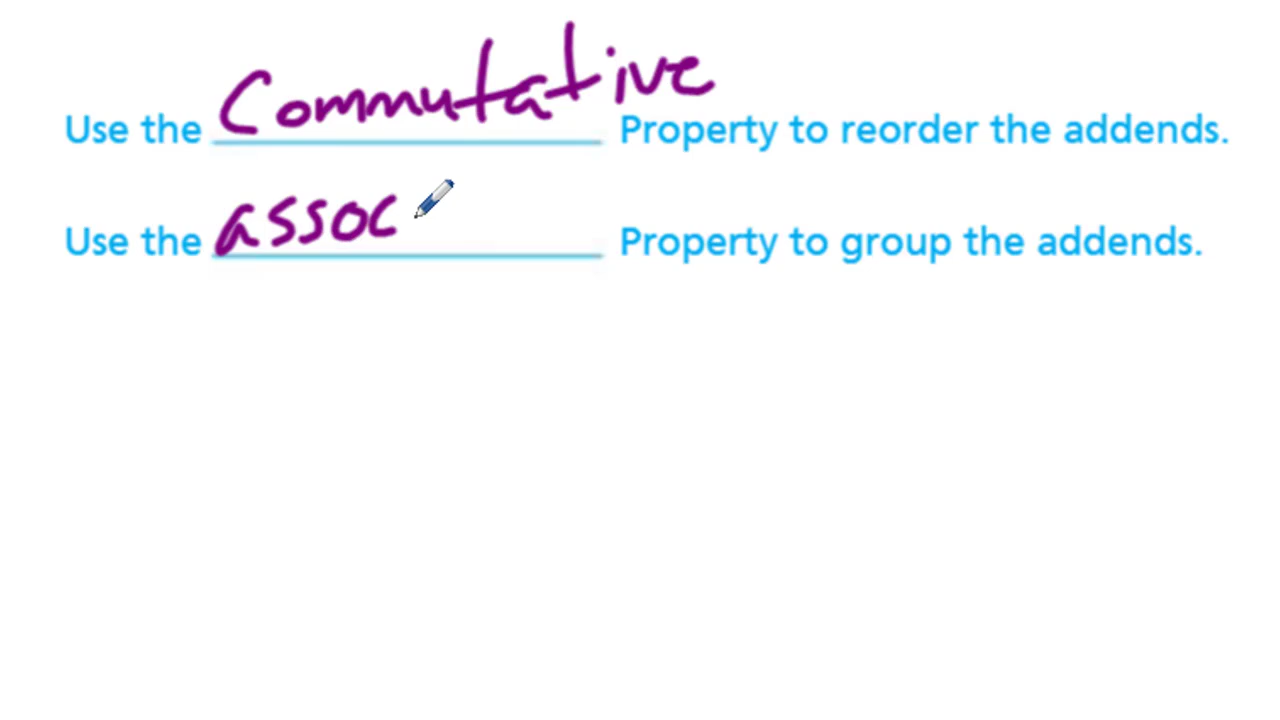 Use the Commutative Property to reorder the addends.
Use the assoc Property to group the addends.